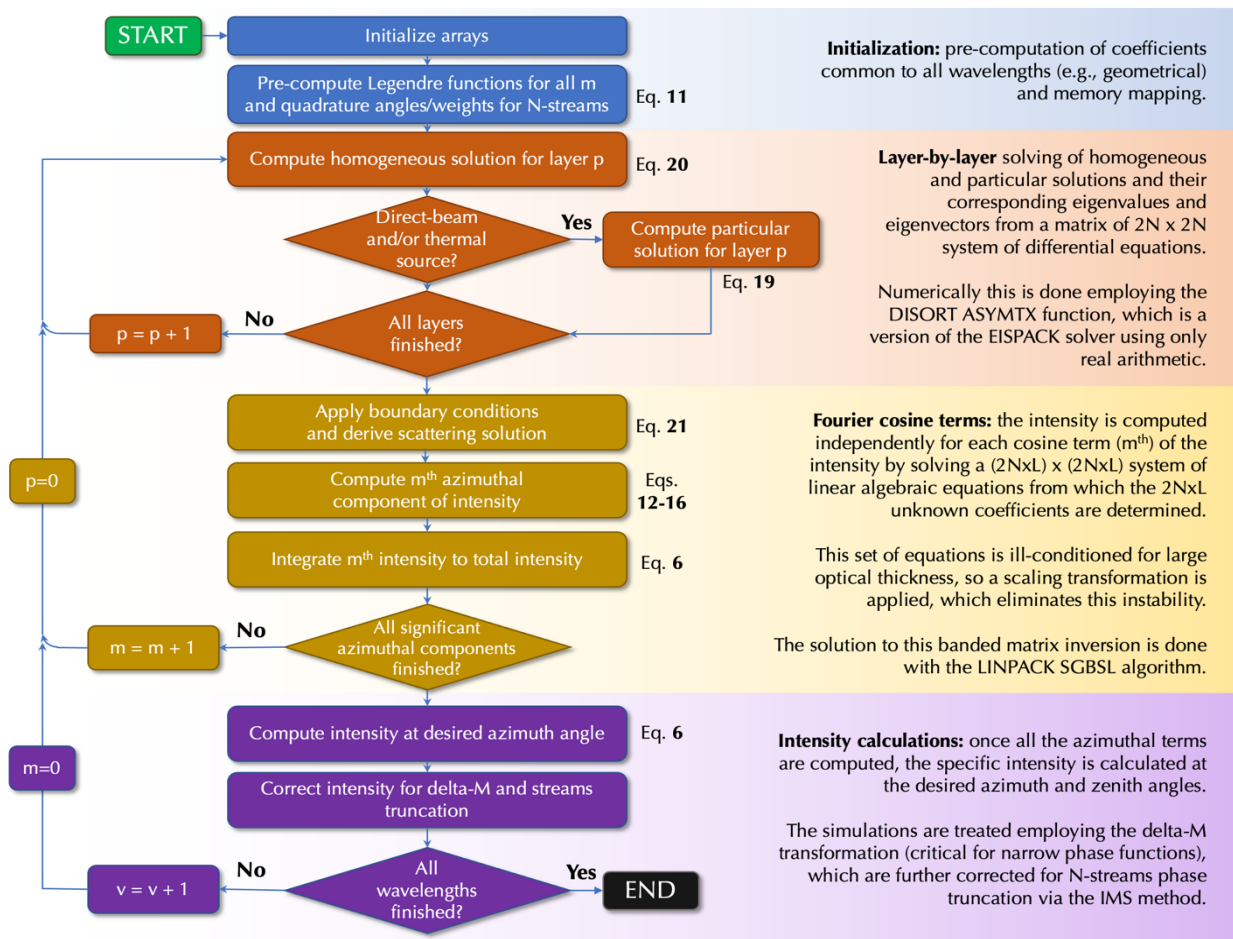 START
Initialize arrays
Pre-compute Legendre functions for all m
and quadrature angles/weights for N-streams
Eq. 11
Initialization: pre-computation of coefficients
common to all wavelengths (e.g., geometrical)
and memory mapping.
Compute homogeneous solution for layer p
Eq. 20
Direct-beam
and/or thermal
source?
Yes
Compute particular
solution for layer p
Eq. 19
All layers
finished?
No
p = p + 1
Layer-by-layer solving of homogeneous
and particular solutions and their
corresponding eigenvalues and
eigenvectors from a matrix of 2N x 2N
system of differential equations.
Numerically this is done employing the
DISORT ASYMTX function, which is a
version of the EISPACK solver using only
real arithmetic.
Apply boundary conditions
and derive scattering solution
Eq. 21
p=0
Compute mth azimuthal
component of intensity
Eqs.
12-16
Integrate mth intensity to total intensity
Eq. 6
All significant
azimuthal components
finished?
No
m = m + 1
Fourier cosine terms: the intensity is computed
independently for each cosine term (mth) of the
intensity by solving a (2NxL) x (2NxL) system of
linear algebraic equations from which the 2NxL
unknown coefficients are determined.
This set of equations is ill-conditioned for large
optical thickness, so a scaling transformation is
applied, which eliminates this instability.
The solution to this banded matrix inversion is done
with the LINPACK SGBSL algorithm.
Compute intensity at desired azimuth angle
Eq. 6
m=0
Correct intensity for delta-M and streams
truncation
All
wavelengths
finished?
No
v = v + 1
Yes
END
Intensity calculations: once all the azimuthal terms
are computed, the specific intensity is calculated at
the desired azimuth and zenith angles.
The simulations are treated employing the delta-M
transformation (critical for narrow phase functions),
which are further corrected for N-streams phase
truncation via the IMS method.